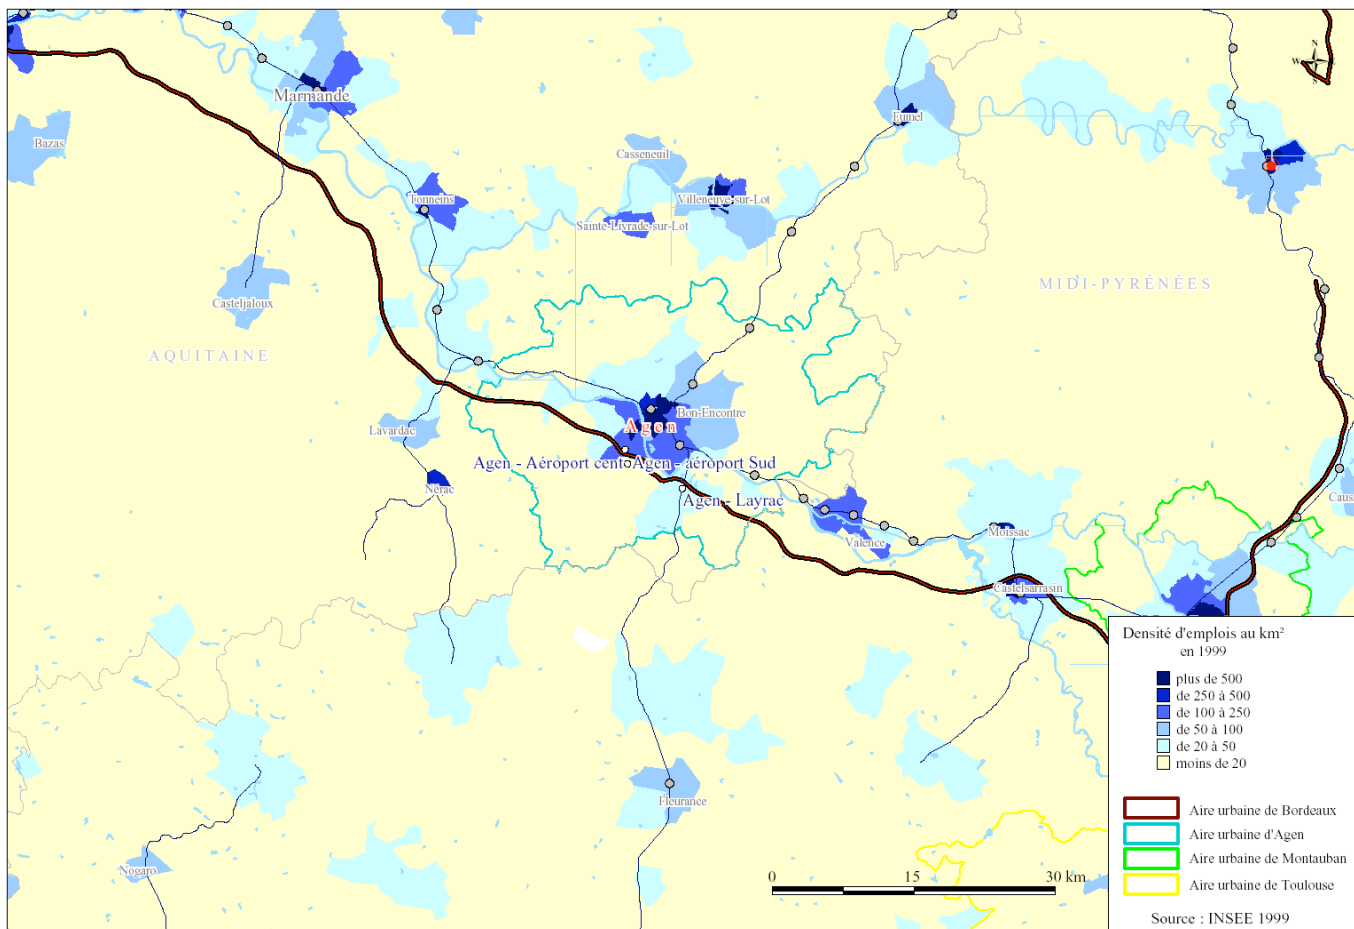 N
W
S
Marmande
Bazas
Fumel
Casseneuil
Tonneins
Villeneuve-sur-Lot
Sainte-Livrade-sur-Lot
MIDI-PYRÉNÉES
Casteljaloux
AQUITAINE
Bon-Encontre
Agen
Lavardac
Agen - Aéroport cent
Agen - aéroport Sud
Nérac
Agen - Layrac
Caus
Valence
Moissac
Castelsarrasin
Fleurance
Nogaro
0 15 30 km
Densité d'emplois au km²
en 1999
plus de 500
de 250 à 500
de 100 à 250
de 50 à 100
de 20 à 50
moins de 20
Aire urbaine de Bordeaux
Aire urbaine d'Agen
Aire urbaine de Montauban
Aire urbaine de Toulouse
Source : INSEE 1999